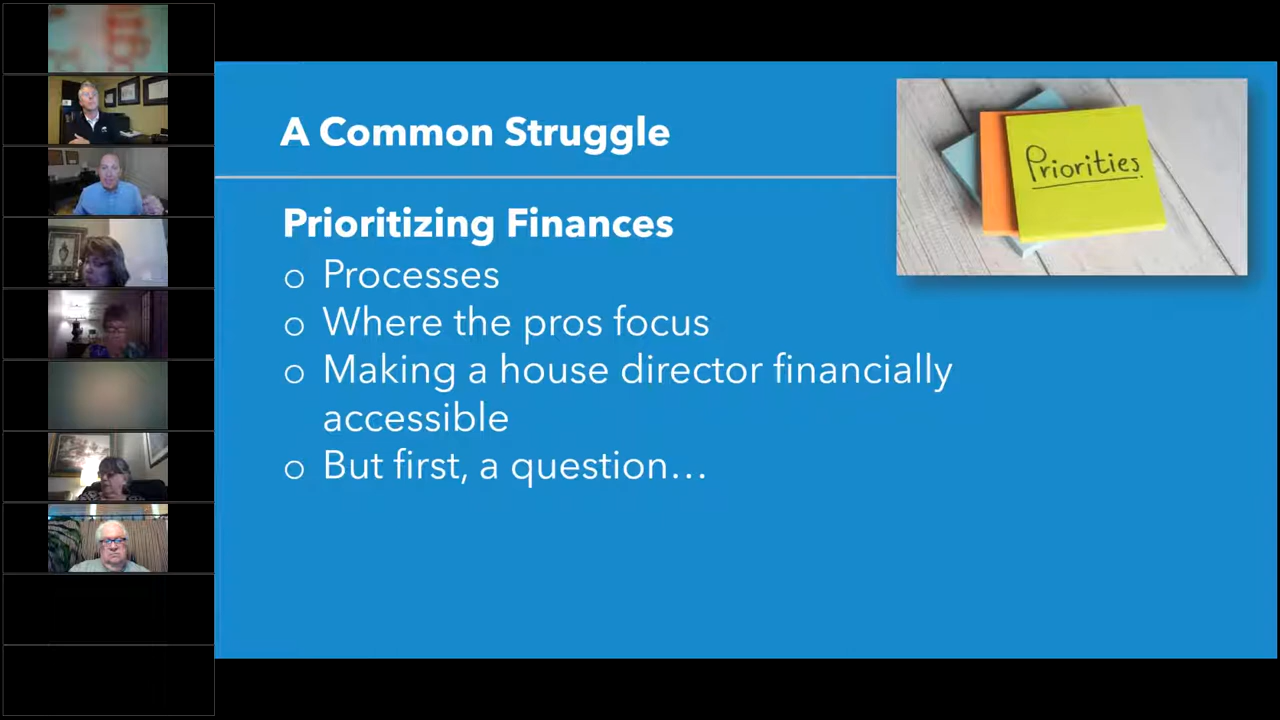 A Common Struggle
Priorities
Prioritizing Finances
o Processes
o Where the pros focus
o Making a house director financially
accessible
o But first, a question…